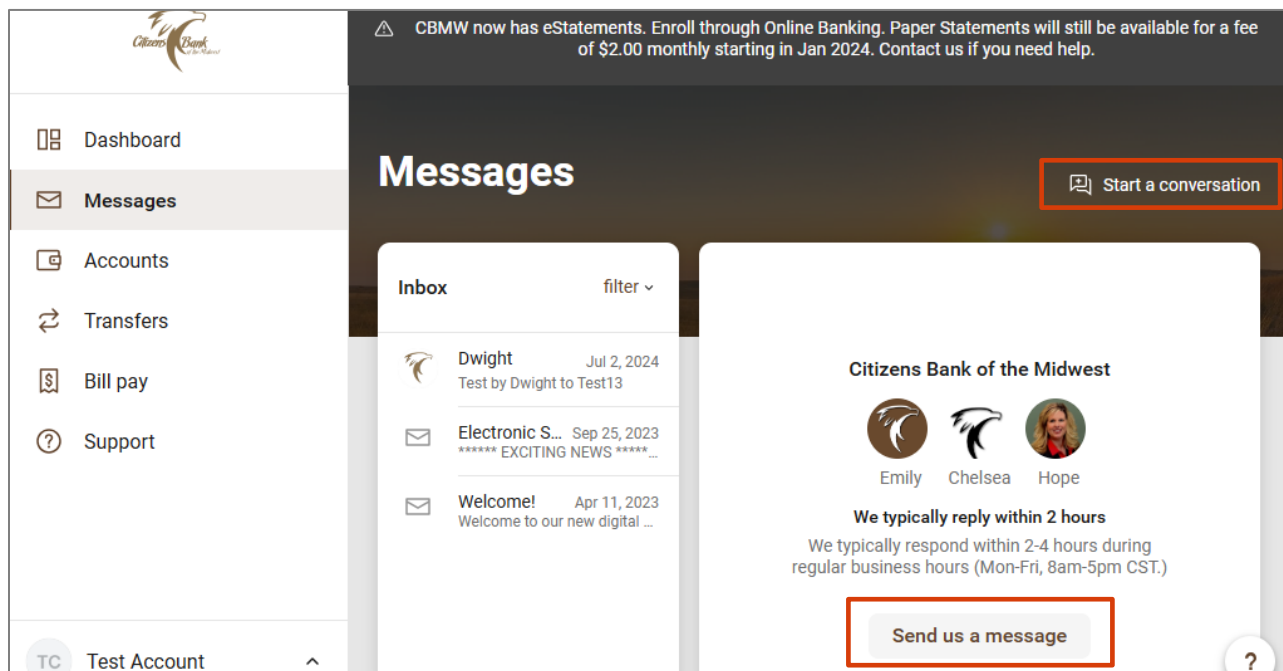 Citizens Bank
of the Midwest
CBMW now has eStatements. Enroll through Online Banking. Paper Statements will still be available for a fee
of $2.00 monthly starting in Jan 2024. Contact us if you need help.
Dashboard
Messages
Accounts
Transfers
Bill pay
Support
TC Test Account
Messages
Start a conversation
Inbox filter
Dwight Jul 2, 2024
Test by Dwight to Test13
Electronic S... Sep 25, 2023
****** EXCITING NEWS *****...
Welcome! Apr 11, 2023
Welcome to our new digital ...
Citizens Bank of the Midwest
Emily Chelsea Hope
We typically reply within 2 hours
We typically respond within 2-4 hours during
regular business hours (Mon-Fri, 8am-5pm CST.)
Send us a message
?